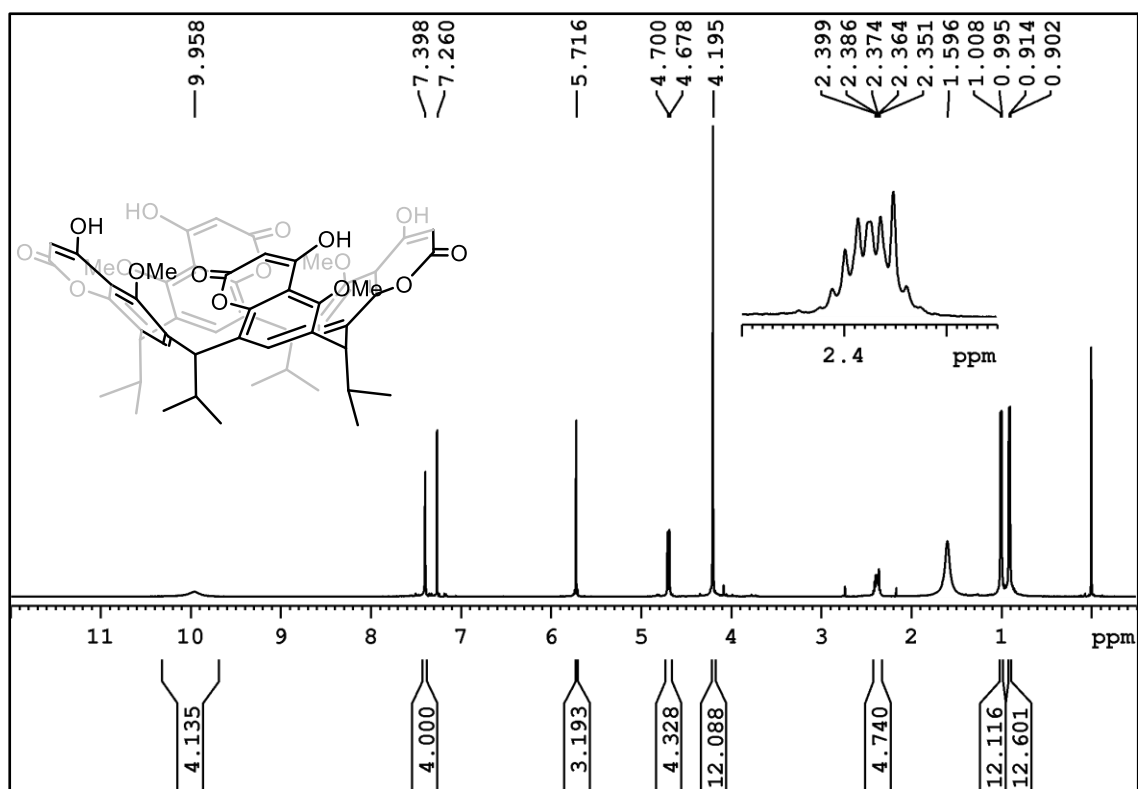 9.958
7.398
7.260
5.716
4.700
4.678
4.195
2.399
2.386
2.374
2.364
2.351
1.596
1.008
0.995
0.914
0.902
HO
OH
O
O
OH
OH
O
O
MeO
OMe
O
O
MeO
O
O
O
OMe
O
2.4 ppm
11 10 9 8 7 6 5 4 3 2 1 ppm
4.135
4.000
3.193
4.328
12.088
4.740
12.116
12.601